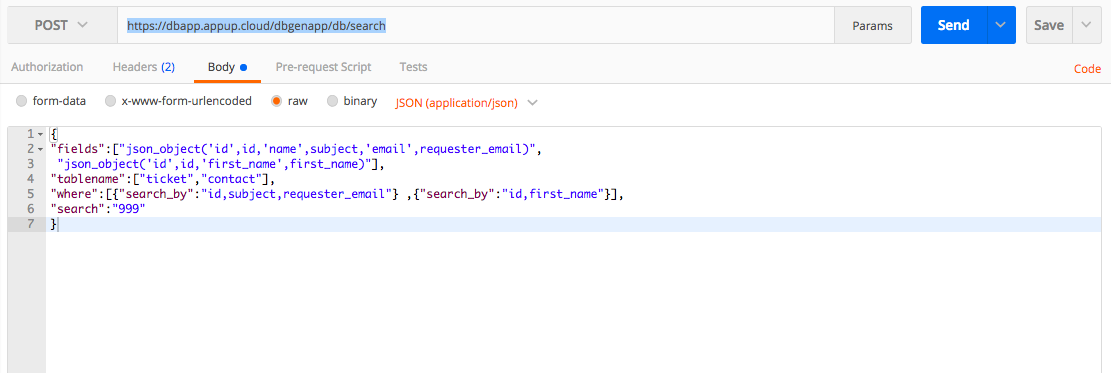 POST https://dbapp.appup.cloud/dbgenapp/db/search Params Send Save
Authorization Headers (2) Body Pre-request Script Tests Code
form-data x-www-form-urlencoded raw binary JSON (application/json)
1 {
2 "fields":["json_object('id',id,'name',subject,'email',requester_email)",
3 "json_object('id',id,'first_name',first_name)"],
4 "tablename":["ticket","contact"],
5 "where":[{"search_by":"id,subject,requester_email"} ,{"search_by":"id,first_name"}],
6 "search":"999"
7 }